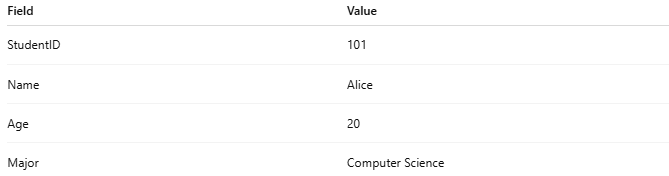 Field Value
StudentID 101
Name Alice
Age 20
Major Computer Science